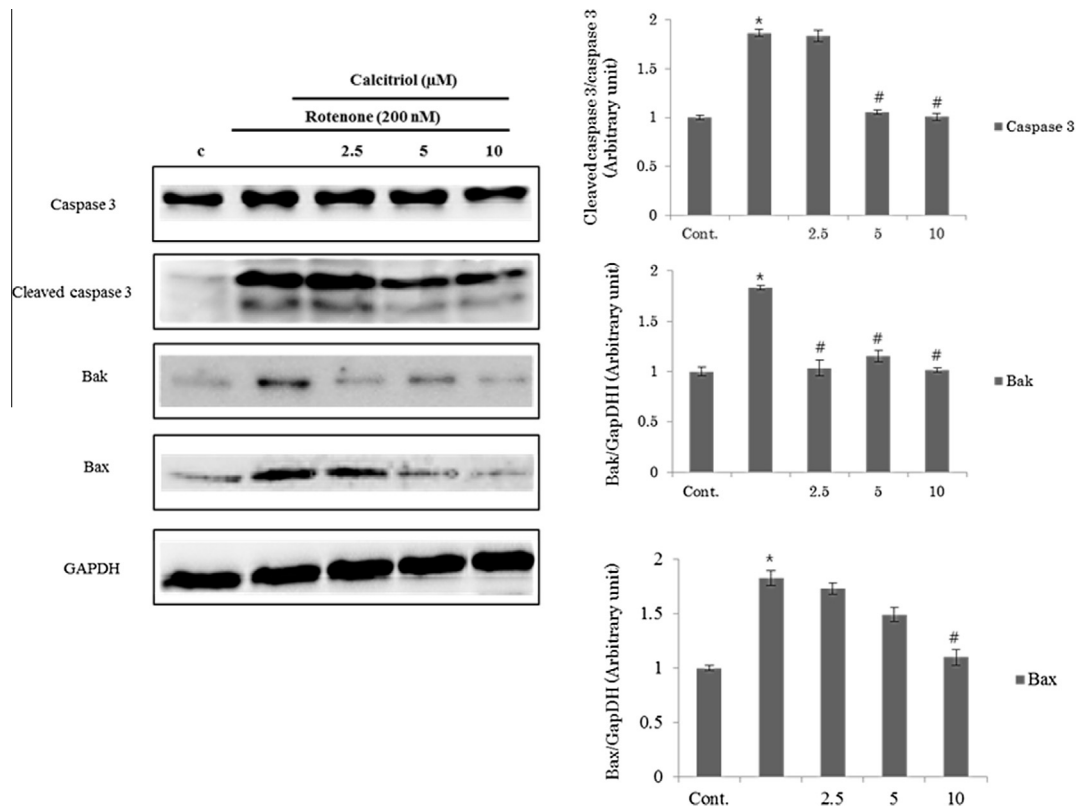 Calcitriol (µM)
Rotenone (200 nM)
c 2.5 5 10
Caspase 3
Cleaved caspase 3
Bak
Bax
GAPDH
Cleaved caspase 3/caspase 3
(Arbitrary unit)
2
1.5
1
0.5
0
*
#
#
Cont. 2.5 5 10
Caspase 3
Bak/GapDHI (Arbitrary unit)
2
1.5
1
0.5
0
*
#
#
#
Cont. 2.5 5 10
Bak
Bax/GapDH (Arbitrary unit)
2
1.5
1
0.5
0
*
#
Cont. 2.5 5 10
Bax